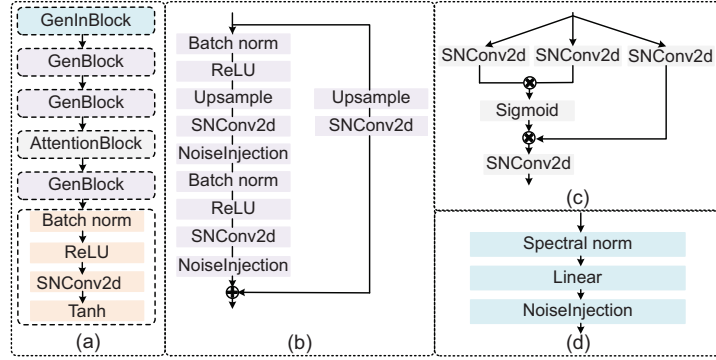 GenInBlock
GenBlock
GenBlock
AttentionBlock
GenBlock
Batch norm
ReLU
SNConv2d
Tanh
(a)
Batch norm
ReLU
Upsample
SNConv2d
NoiseInjection
Batch norm
ReLU
SNConv2d
NoiseInjection
Upsample
SNConv2d
(b)
SNConv2d SNConv2d SNConv2d
Sigmoid
SNConv2d
(c)
Spectral norm
Linear
NoiseInjection
(d)